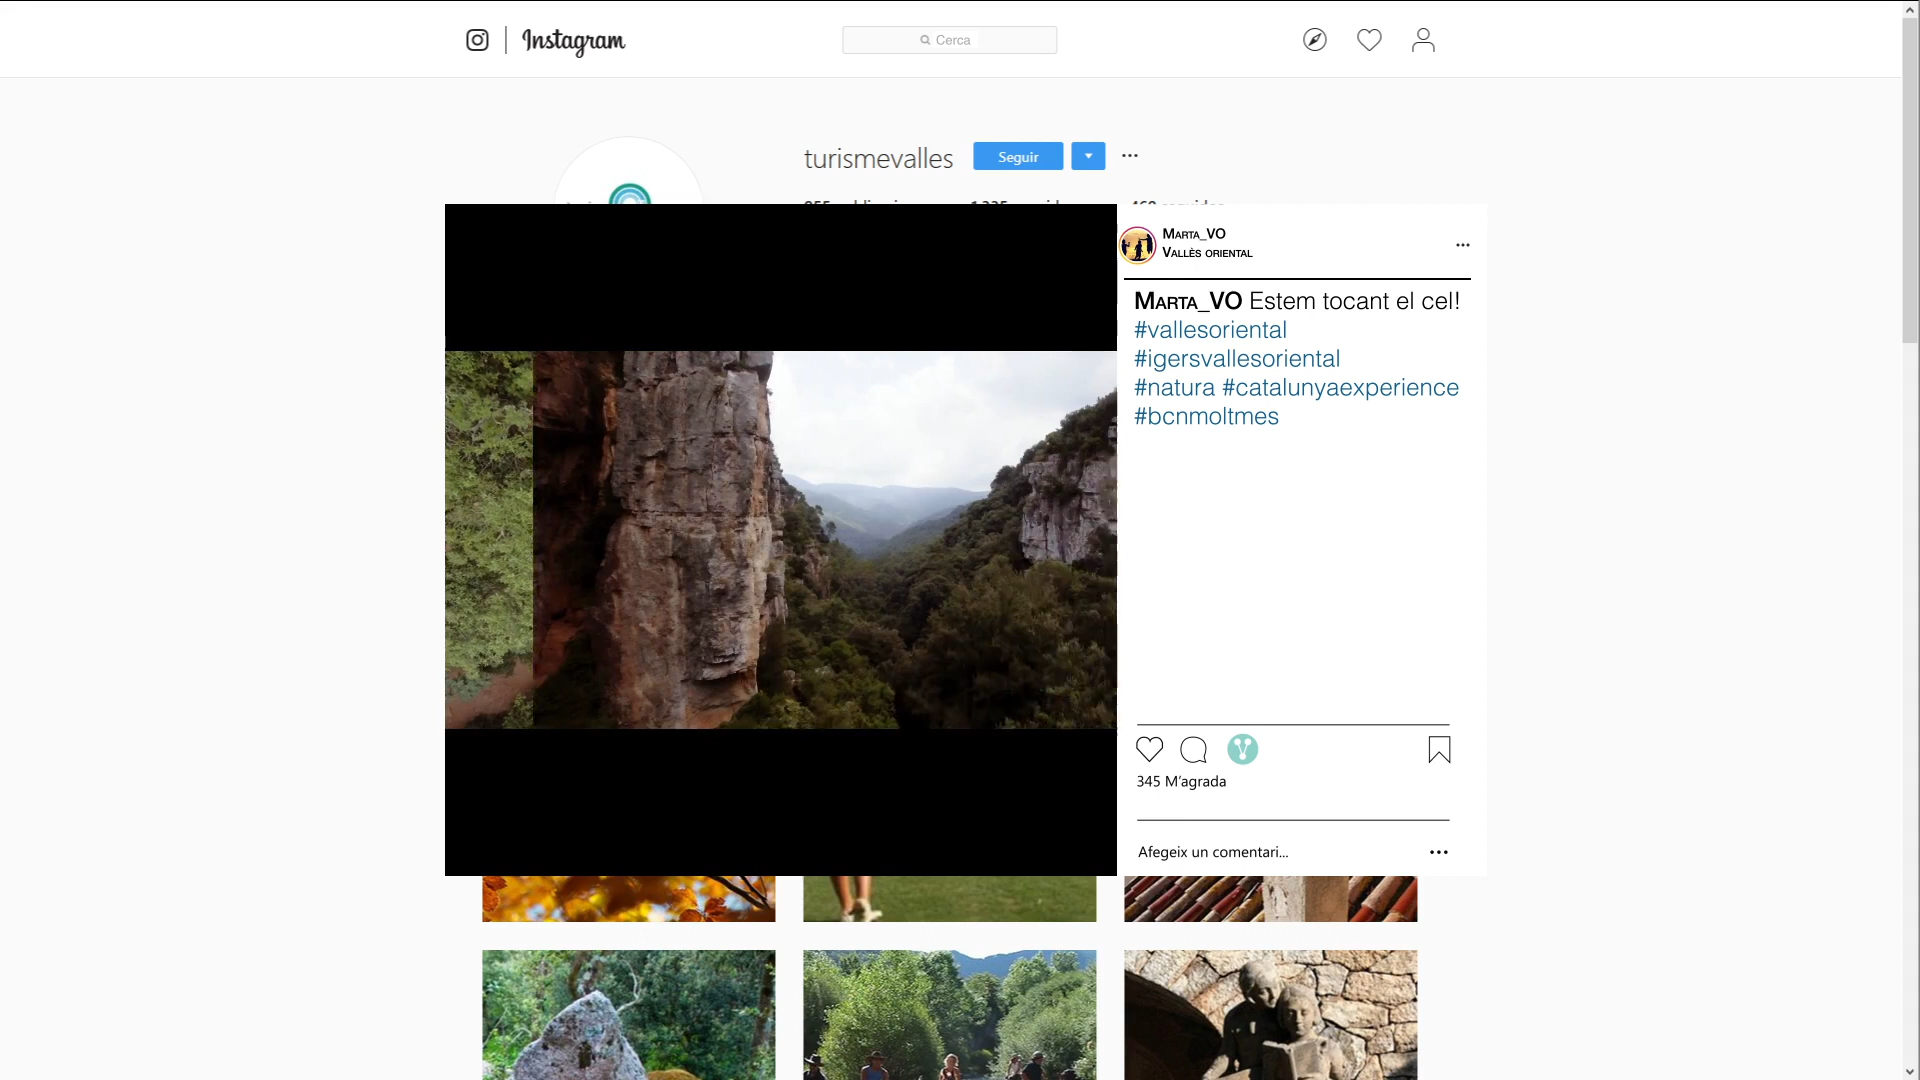 Instagram
Cerca
turismevalles
Seguir
Marta_VO
Vallès oriental
Marta_VO Estem tocant el cel!
#vallesoriental
#igersvallesoriental
#natura #catalunyaexperience
#bcnmoltmes
345 M'agrada
Afegeix un comentari...